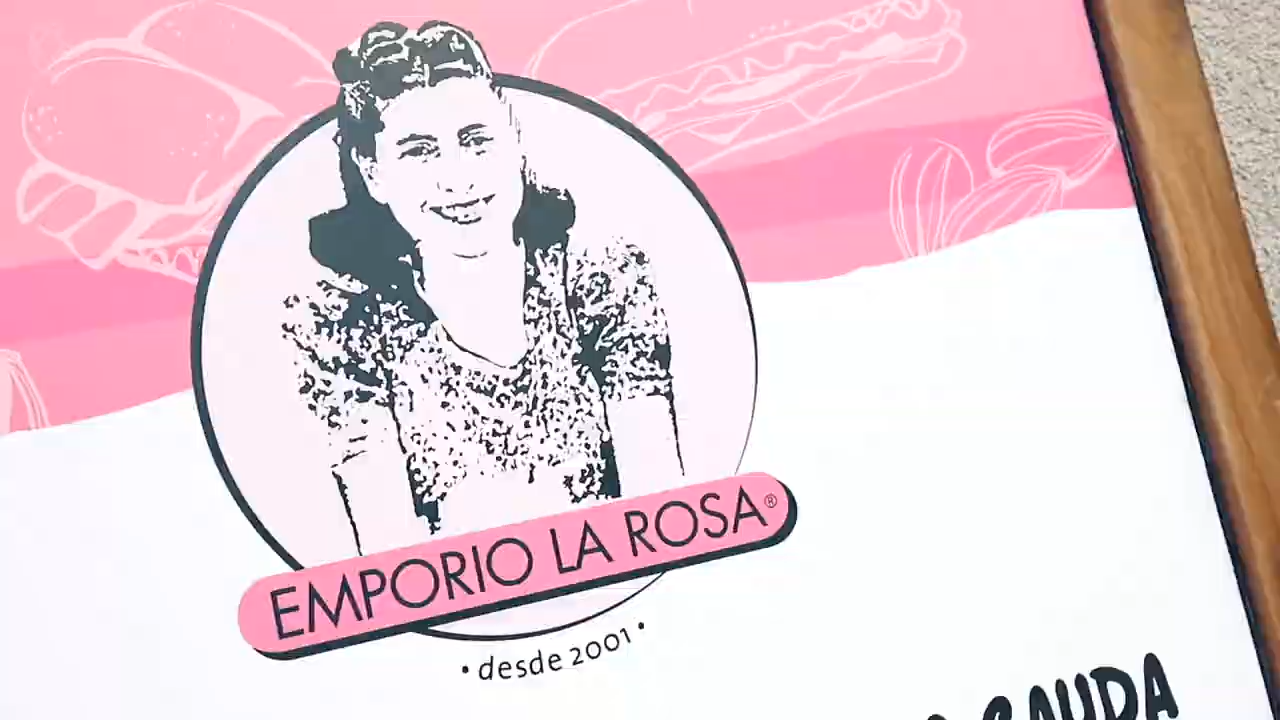 EMPORIO LA ROSA®
• desde 2001 •